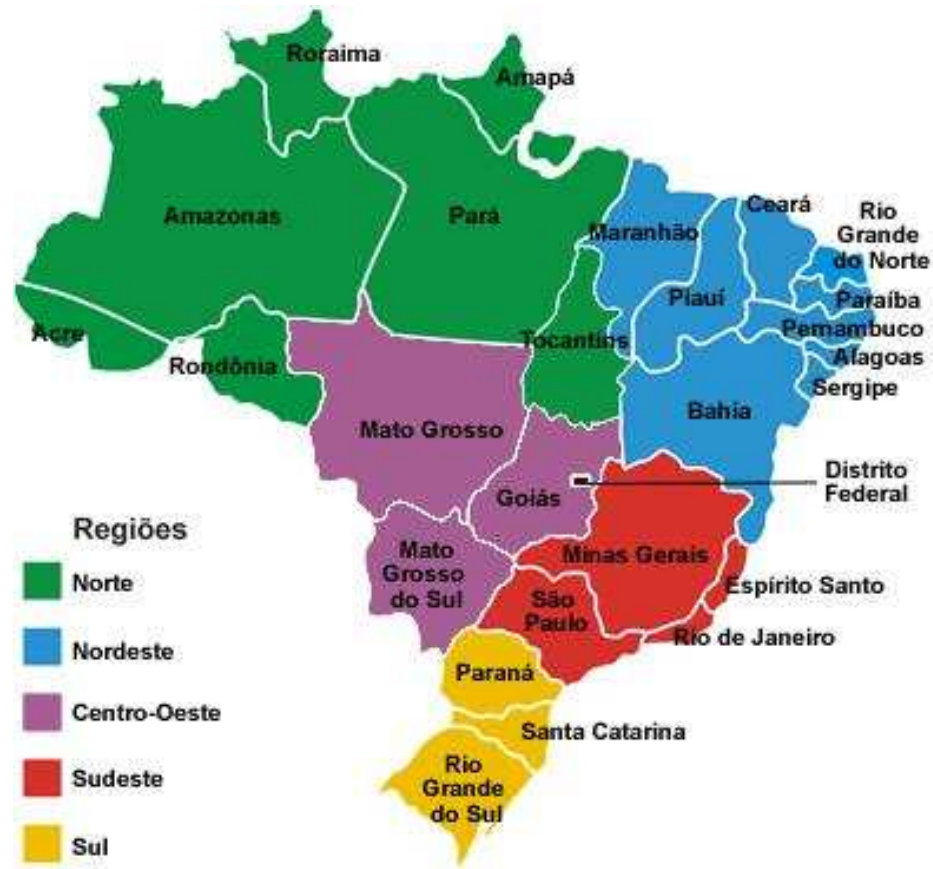 Roraima
Amapá
Amazonas
Pará
Maranhão
Ceará
Rio
Grande
do Norte
Piauí
Paraíba
Pernambuco
Alagoas
Sergipe
Acre
Rondônia
Tocantins
Bahia
Mato Grosso
Distrito
Federal
Goiás
Mato
Grosso
do Sul
Minas Gerais
Espírito Santo
São
Paulo
Rio de Janeiro
Paraná
Santa Catarina
Rio
Grande
do Sul
Regiões
Norte
Nordeste
Centro-Oeste
Sudeste
Sul